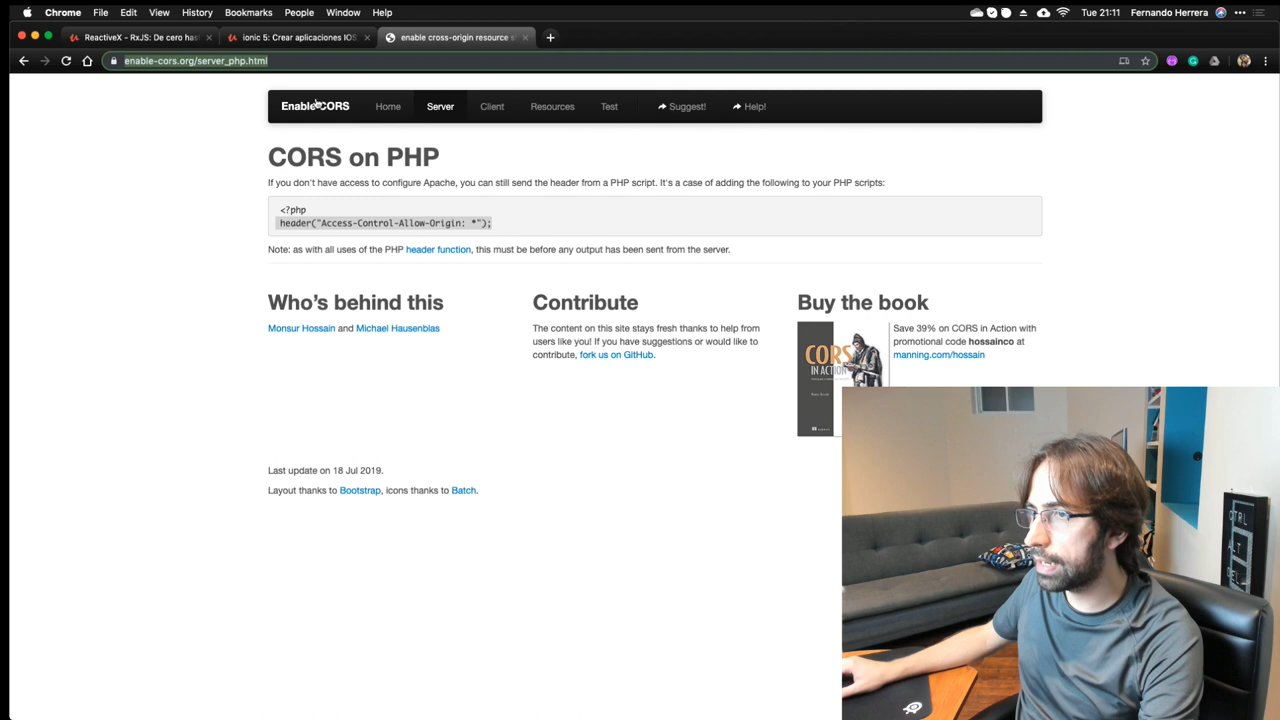 Chrome File Edit View History Bookmarks People Window Help
Tue 21:11 Fernando Herrera
ReactiveX - RxJS: De cero has
ionic 5: Crear aplicaciones IOS,
enable cross-origin resource s
enable-cors.org/server_php.html
Enable CORS Home Server Client Resources Test Suggest! Help!
CORS on PHP
If you don't have access to configure Apache, you can still send the header from a PHP script. It's a case of adding the following to your PHP scripts:
<?php
header("Access-Control-Allow-Origin: *");
Note: as with all uses of the PHP header function, this must be before any output has been sent from the server.
Who's behind this
Monsur Hossain and Michael Hausenbias
Contribute
The content on this site stays fresh thanks to help from
users like you! If you have suggestions or would like to
contribute, fork us on GitHub.
Buy the book
CORS
IN ACTION
Save 39% on CORS in Action with
promotional code hossainco at
manning.com/hossain
Last update on 18 Jul 2019.
Layout thanks to Bootstrap, icons thanks to Batch.
CTRL
ALT
DEL